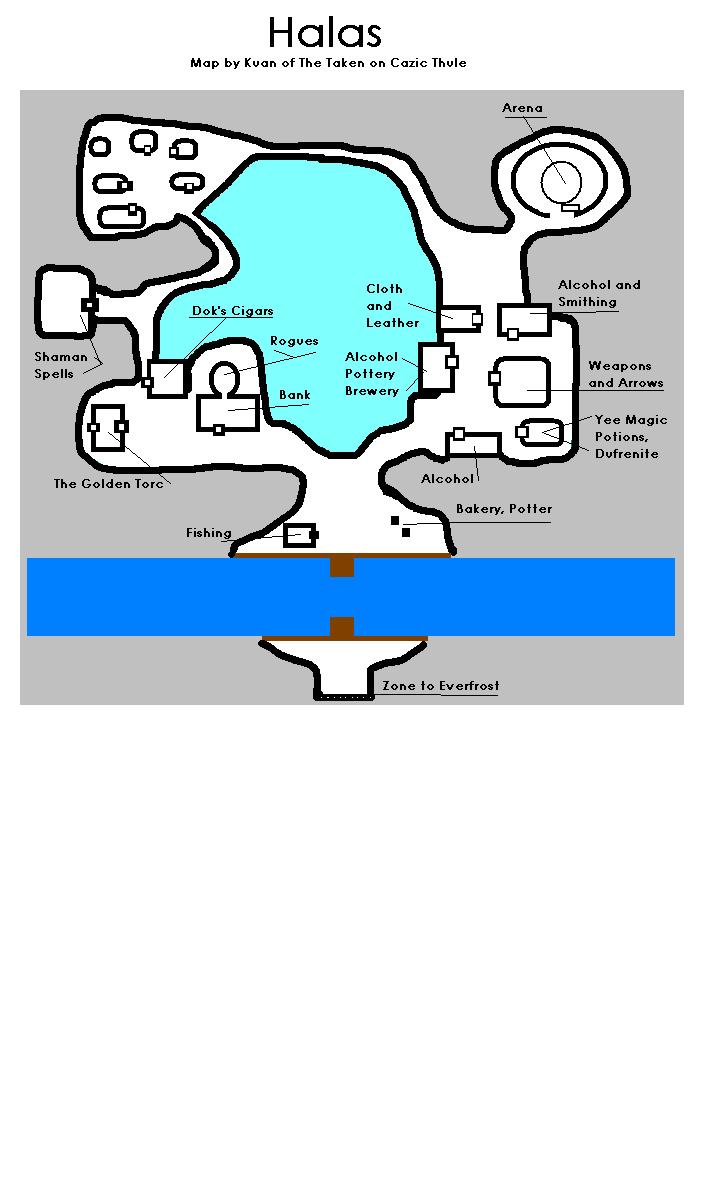 Halas
Map by Kuan of The Taken on Cazic Thule
Arena
Cloth
and
Leather
Alcohol and
Smithing
Dok's Cigars
Rogues
Shaman
Spells
Alcohol
Pottery
Brewery
Weapons
and Arrows
Bank
Yee Magic
Potions,
Dufrenite
The Golden Torc
Alcohol
Bakery, Potter
Fishing
Zone to Everfrost